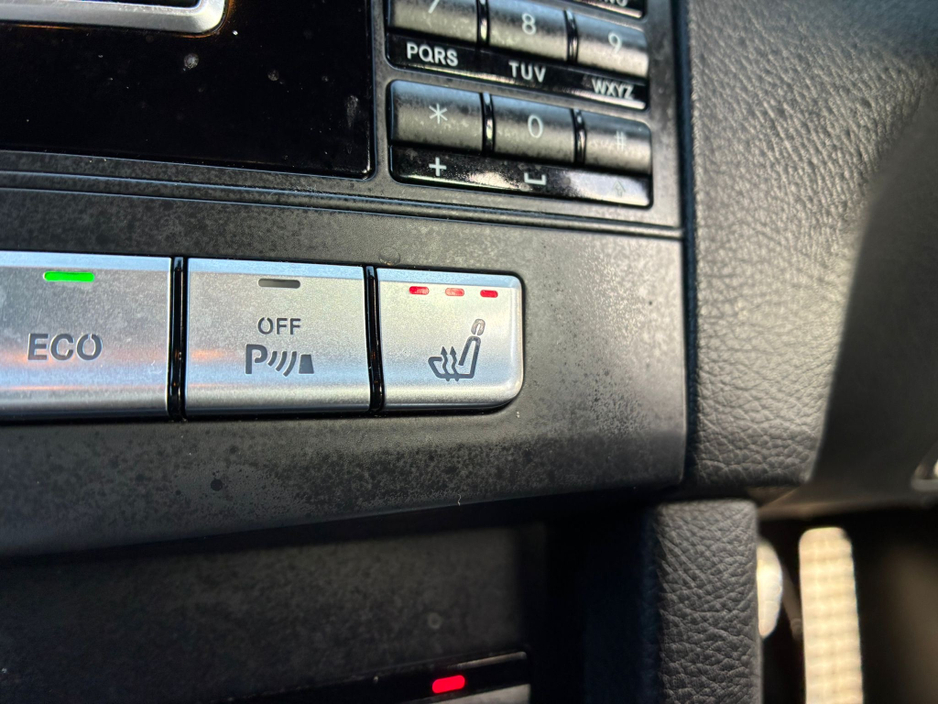 7 8 9
PQRS TUV WXYZ
* 0 #
+ ⎵ ⇧
ECO
OFF
P